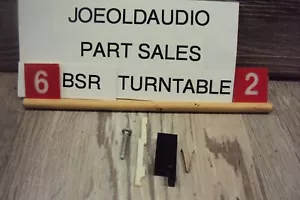 JOEOLDAUDIO
PART SALES
6 BSR TURNTABLE 2